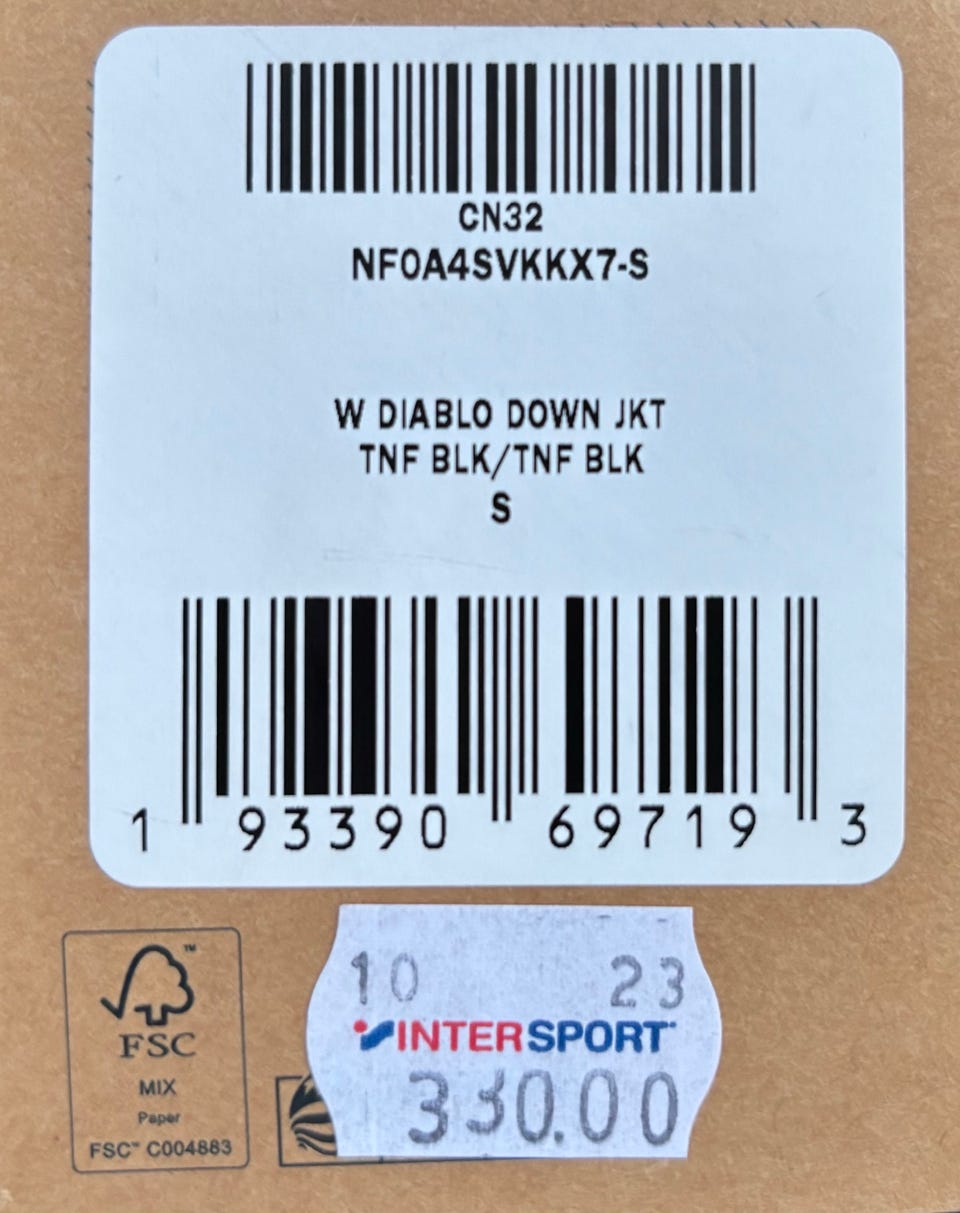 CN32
NF0A4SVKKX7-S
W DIABLO DOWN JKT
TNF BLK/TNF BLK
S
1 93390 69719 3
10 23
INTERSPORT
330.00
FSC™
MIX
Paper
FSC™ C004883